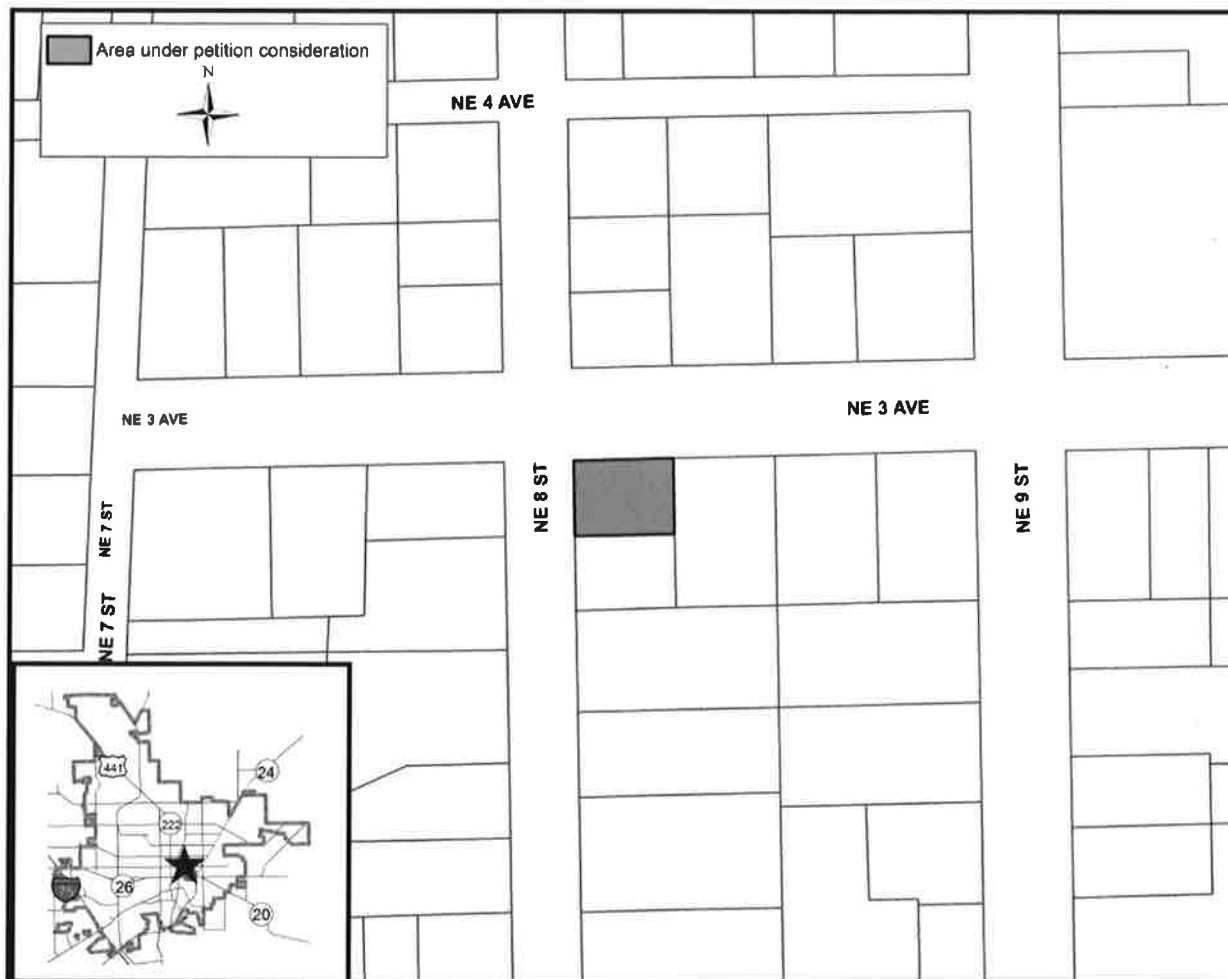 Area under petition consideration
N
NE 4 AVE
NE 3 AVE
NE 3 AVE
NE 8 ST
NE 9 ST
NE 7 ST
NE 7 ST
441
24
222
26
20